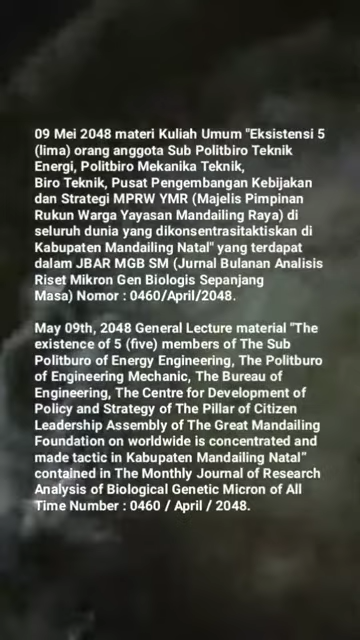 09 Mei 2048 materi Kuliah Umum "Eksistensi 5
(lima) orang anggota Sub Politbiro Teknik
Energi, Politbiro Mekanika Teknik,
Biro Teknik, Pusat Pengembangan Kebijakan
dan Strategi MPRW YMR (Majelis Pimpinan
Rukun Warga Yayasan Mandailing Raya) di
seluruh dunia yang dikonsentrasitaktiskan di
Kabupaten Mandailing Natal" yang terdapat
dalam JBAR MGB SM (Jurnal Bulanan Analisis
Riset Mikron Gen Biologis Sepanjang
Masa) Nomor : 0460/April/2048.
May 09th, 2048 General Lecture material "The
existence of 5 (five) members of The Sub
Politburo of Energy Engineering, The Politburo
of Engineering Mechanic, The Bureau of
Engineering, The Centre for Development of
Policy and Strategy of The Pillar of Citizen
Leadership Assembly of The Great Mandailing
Foundation on worldwide is concentrated and
made tactic in Kabupaten Mandailing Natal"
contained in The Monthly Journal of Research
Analysis of Biological Genetic Micron of All
Time Number : 0460 / April / 2048.